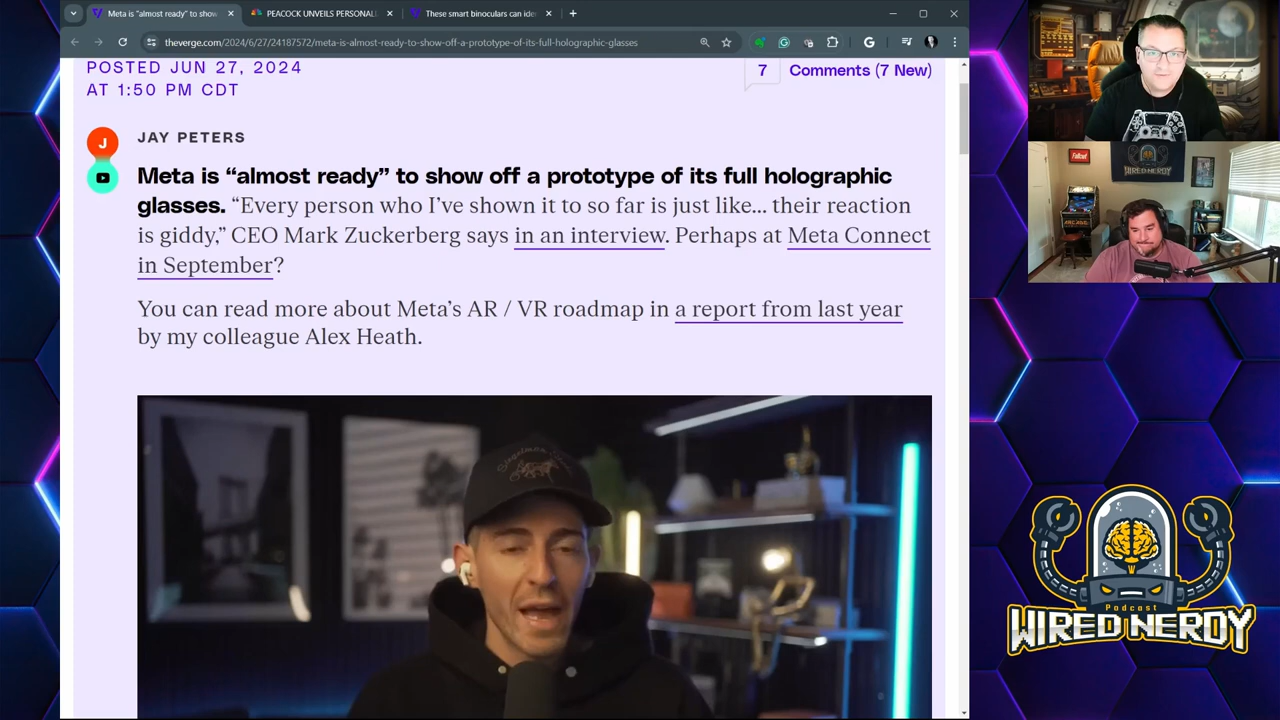 Meta is "almost ready" to show
PEACOCK UNVEILS PERSONALI
These smart binoculars can ide
theverge.com/2024/6/27/24187572/meta-is-almost-ready-to-show-off-a-prototype-of-its-full-holographic-glasses
POSTED JUN 27, 2024
AT 1:50 PM CDT
7
Comments (7 New)
J
JAY PETERS
Meta is “almost ready” to show off a prototype of its full holographic
glasses. “Every person who I’ve shown it to so far is just like... their reaction
is giddy,” CEO Mark Zuckerberg says in an interview. Perhaps at Meta Connect
in September?
You can read more about Meta’s AR / VR roadmap in a report from last year
by my colleague Alex Heath.
Fallout
WIRED NERDY
ARCADE
Podcast
WIRED NERDY